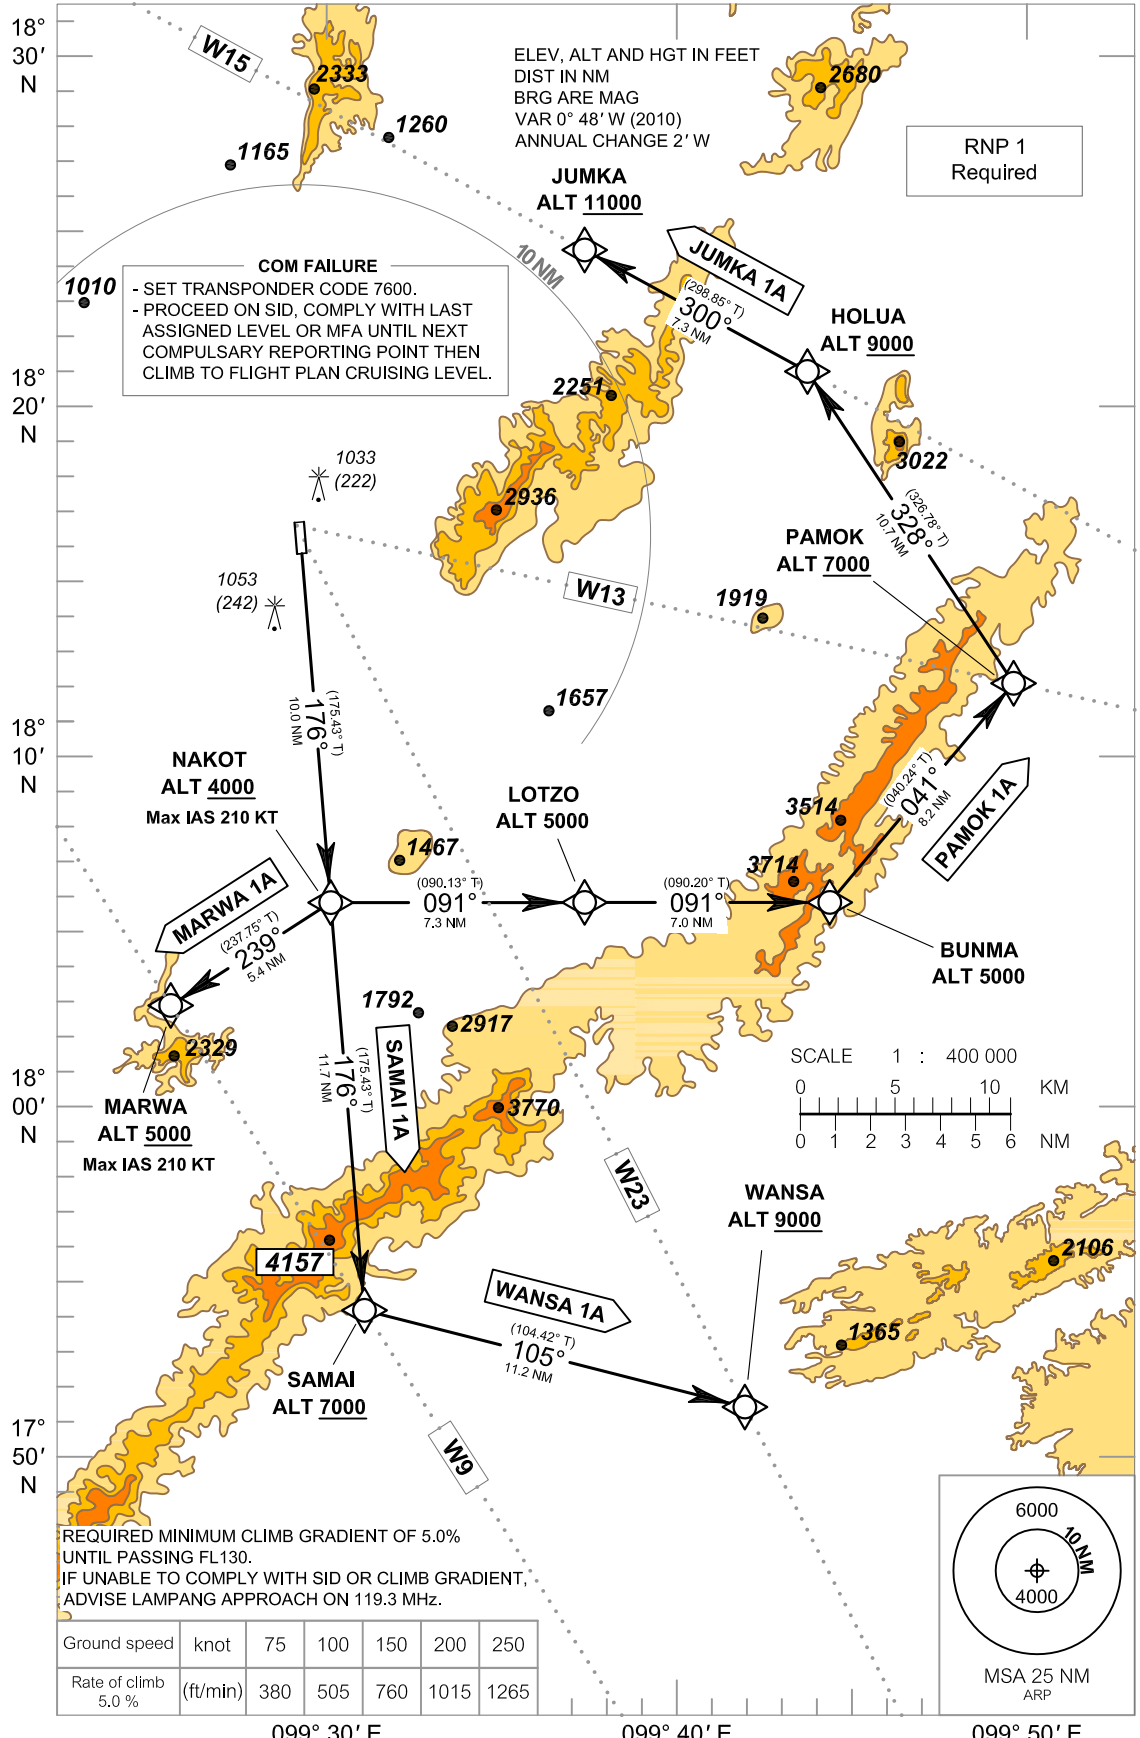 18°
30′
N
W15
2333
1260
1165
ELEV, ALT AND HGT IN FEET
DIST IN NM
BRG ARE MAG
VAR 0° 48′ W (2010)
ANNUAL CHANGE 2′ W
2680
RNP 1
Required
JUMKA
ALT 11000
10 NM
JUMKA 1A
(298.85° T)
300°
7.3 NM
HOLUA
ALT 9000
1010
COM FAILURE
- SET TRANSPONDER CODE 7600.
- PROCEED ON SID, COMPLY WITH LAST
ASSIGNED LEVEL OR MFA UNTIL NEXT
COMPULSARY REPORTING POINT THEN
CLIMB TO FLIGHT PLAN CRUISING LEVEL.
18°
20′
N
2251
3022
1033
(222)
2936
(326.78° T)
328°
10.7 NM
PAMOK
ALT 7000
1053
(242)
W13
1919
1657
(175.43° T)
176°
10.0 NM
18°
10′
N
NAKOT
ALT 4000
Max IAS 210 KT
LOTZO
ALT 5000
3514
(040.24° T)
041°
8.2 NM
PAMOK 1A
1467
3714
MARWA 1A
(090.13° T)
091°
7.3 NM
(090.20° T)
091°
7.0 NM
(237.75° T)
239°
5.4 NM
BUNMA
ALT 5000
1792
2917
2329
SAMAI 1A
(175.43° T)
176°
11.7 NM
SCALE 1 : 400 000
0 5 10 KM
0 1 2 3 4 5 6 NM
18°
00′
N
MARWA
ALT 5000
Max IAS 210 KT
3770
W23
WANSA
ALT 9000
4157
2106
WANSA 1A
(104.42° T)
105°
11.2 NM
1365
SAMAI
ALT 7000
17°
50′
N
W9
REQUIRED MINIMUM CLIMB GRADIENT OF 5.0%
UNTIL PASSING FL130.
IF UNABLE TO COMPLY WITH SID OR CLIMB GRADIENT,
ADVISE LAMPANG APPROACH ON 119.3 MHz.
Ground speed knot 75 100 150 200 250
Rate of climb
5.0 % (ft/min) 380 505 760 1015 1265
6000
10 NM
4000
MSA 25 NM
ARP
099° 30′ E
099° 40′ E
099° 50′ E